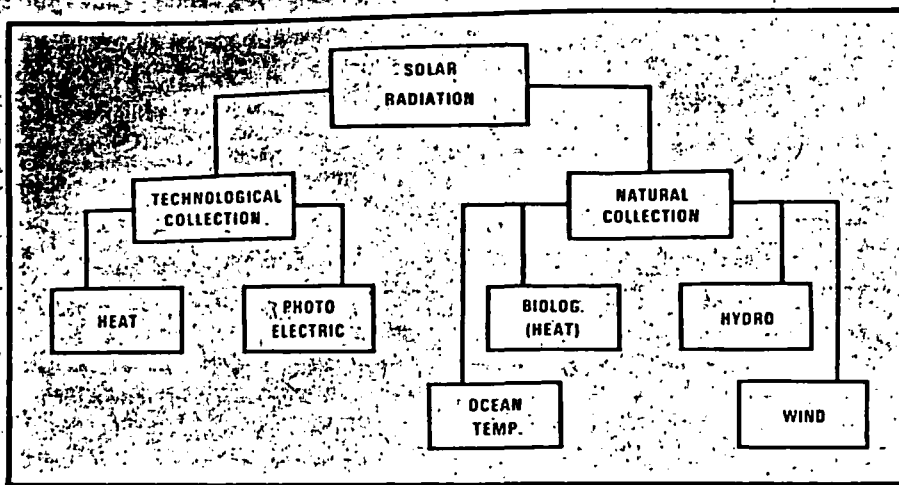 SOLAR
RADIATION
TECHNOLOGICAL
COLLECTION
NATURAL
COLLECTION
HEAT
PHOTO
ELECTRIC
BIOLOG.
(HEAT)
HYDRO
OCEAN
TEMP.
WIND